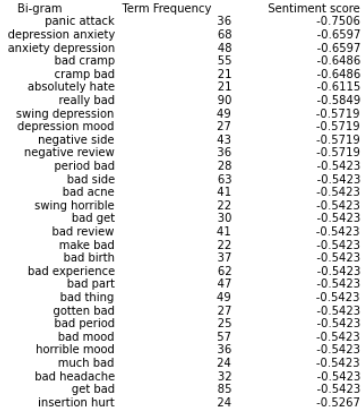 Bi-gram Term Frequency Sentiment score
panic attack 36 -0.7506
depression anxiety 68 -0.6597
anxiety depression 48 -0.6597
bad cramp 55 -0.6486
cramp bad 21 -0.6486
absolutely hate 21 -0.6115
really bad 90 -0.5849
swing depression 49 -0.5719
depression mood 27 -0.5719
negative side 43 -0.5719
negative review 36 -0.5719
period bad 28 -0.5423
bad side 63 -0.5423
bad acne 41 -0.5423
swing horrible 22 -0.5423
bad get 30 -0.5423
bad review 41 -0.5423
make bad 22 -0.5423
bad birth 37 -0.5423
bad experience 62 -0.5423
bad part 47 -0.5423
bad thing 49 -0.5423
gotten bad 27 -0.5423
bad period 25 -0.5423
bad mood 57 -0.5423
horrible mood 36 -0.5423
much bad 24 -0.5423
bad headache 32 -0.5423
get bad 85 -0.5423
insertion hurt 24 -0.5267